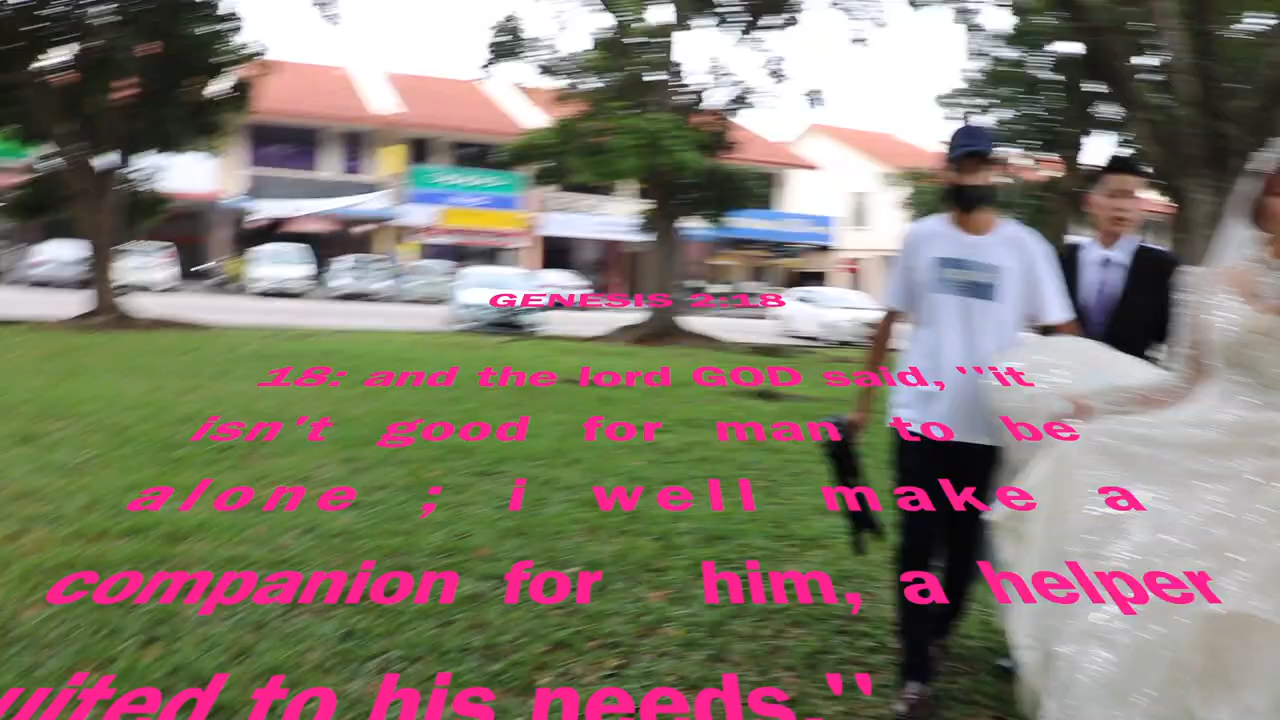 GENESIS 2:18
18: and the lord GOD said,''it
isn't good for man to be
alone ; i well make a
companion for him, a helper
uited to his needs.''